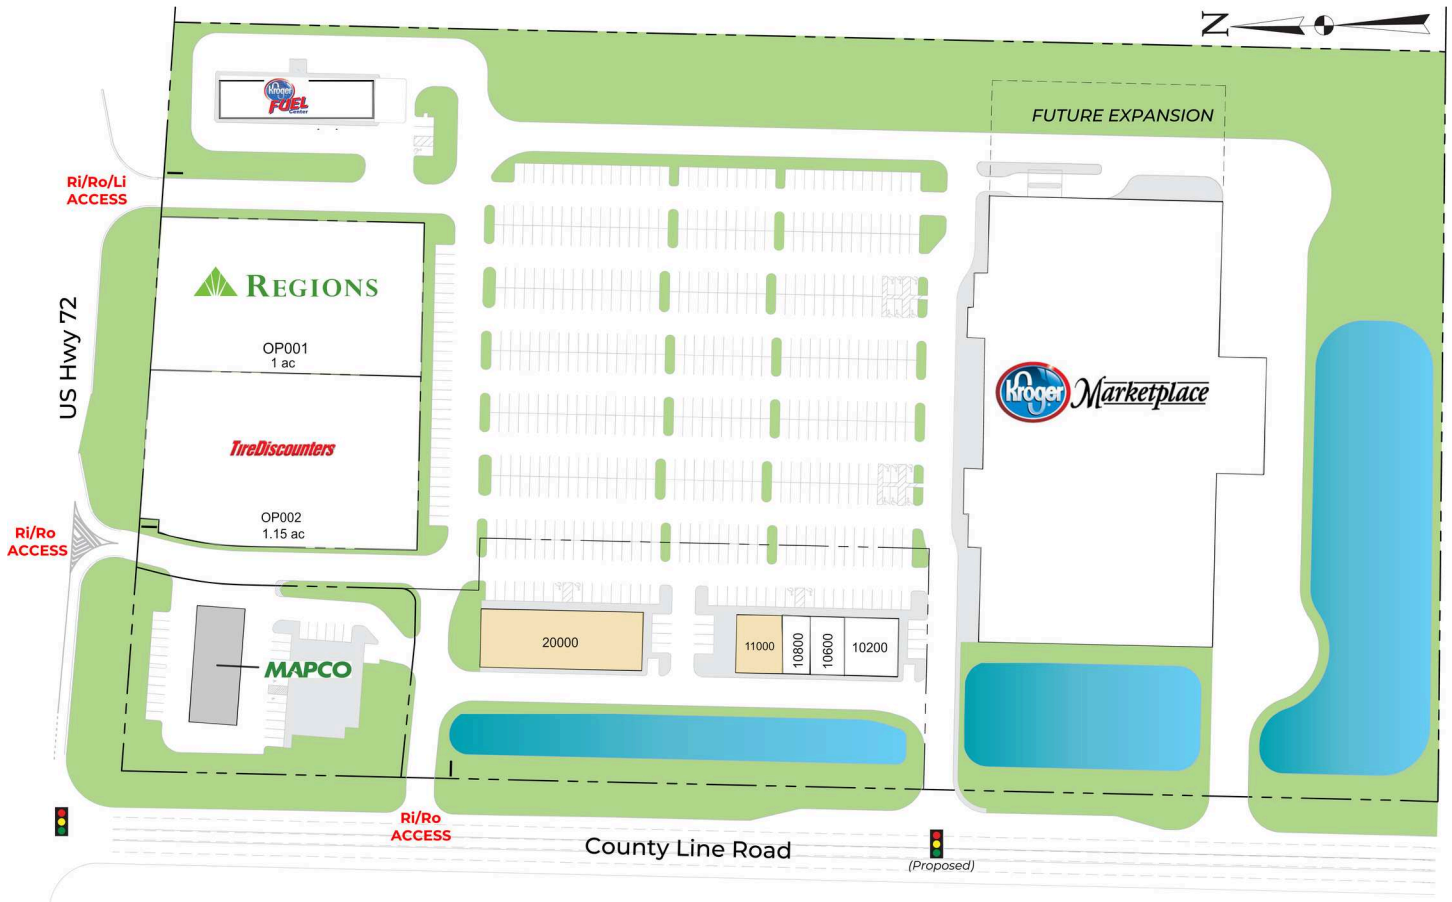 N
Kroger
FUEL
Center
FUTURE EXPANSION
Ri/Ro/Li
ACCESS
REGIONS
OP001
1 ac
US Hwy 72
Kroger Marketplace
TireDiscounters
OP002
1.15 ac
Ri/Ro
ACCESS
20000
11000
10800
10600
10200
MAPCO
Ri/Ro
ACCESS
County Line Road
(Proposed)